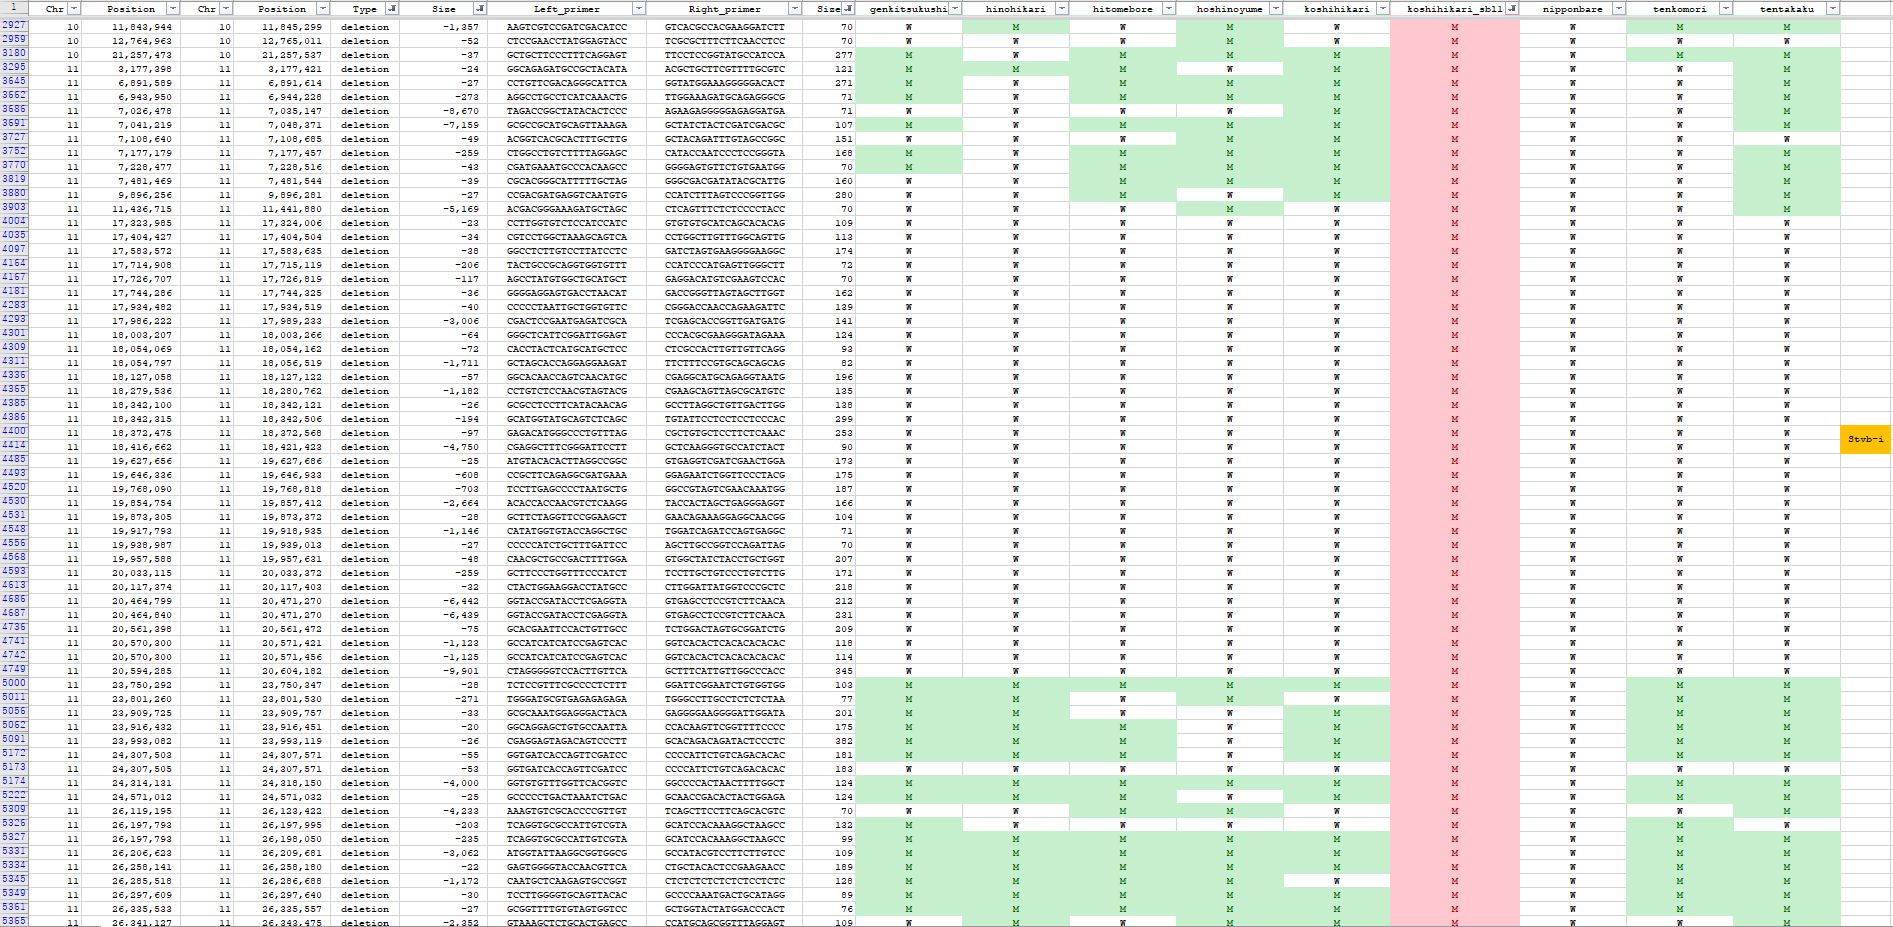 1 Chr Position Chr Position Type Size Left_primer Right_primer Size genkitsukushi hinohikari hitomebore hoshinoyume koshihikari koshihikari_sbl1 nipponbare tenkomori tentakaku
2927 10 11,843,944 10 11,845,299 deletion -1,357 AAGTCGTCCGATCGACATCC GTCACGCCACGAAGGATCTT 70 W M W M W M W M M
2959 10 12,764,963 10 12,765,011 deletion -52 CTCCGAACCTATGGAGTACC TCGCGCTTTCTTCAACCTCC 70 W W W M W M W W W
3180 10 21,257,473 10 21,257,537 deletion -37 GCTGCTTCCCTTTCAGGAGT TTCCTCCGGTATGCCATCCA 277 M W M M M M W M M
3295 11 3,177,398 11 3,177,421 deletion -24 GGCAGAGATGCCGCTACATA ACGCTGCTTCGTTTTGCGTC 121 M M M W M M W W M
3645 11 6,891,589 11 6,891,614 deletion -27 CCTGTTCGACAGGGCATTCA GGTATGGAAAGGGGGACACT 271 M W M M M M W W M
3662 11 6,943,950 11 6,944,228 deletion -273 AGGCCTGCCTCATCAAACTG TTGGAAAGATGCAGAGGGCG 71 M W M M M M W W M
3686 11 7,026,478 11 7,035,147 deletion -8,670 TAGACCGGCTATACACTCCC AGAAGAGGGGGAGAGGATGA 71 W W W W M M W W M
3691 11 7,041,219 11 7,048,371 deletion -7,159 GCGCCGCATGCAGTTAAAGA GCTATCTACTCGATCGACGC 107 M W M M M M W W M
3727 11 7,108,640 11 7,108,685 deletion -49 ACGGTCACGCACTTTGCTTG GCTACAGATTTGTAGCCGGC 151 W W W M M M W W W
3752 11 7,177,179 11 7,177,457 deletion -259 CTGGCCTGTCTTTTAGGAGC CATACCAATCCCTCCGGGTA 168 M W M M M M W W M
3770 11 7,228,477 11 7,228,516 deletion -43 CGATGAAATGCCCACAAGCC GGGGAGTGTTCTGTGAATGG 70 M W M M M M W W M
3819 11 7,481,469 11 7,481,544 deletion -39 CGCACGGGCATTTTTGCTAG GGGCGACGATATACGCATTG 160 W W M M M M W W M
3880 11 9,896,256 11 9,896,281 deletion -27 CCGACGATGAGGTCAATGTG CCATCTTTAGTCCCGGTTGG 280 W W M W M M W W M
3903 11 11,436,715 11 11,441,880 deletion -5,169 ACGACGGGAAAGATGCTAGC CTCAGTTTCTCTCCCCTACC 70 W W W M W M W W M
4004 11 17,323,985 11 17,324,006 deletion -23 CCTTGGTGTCTCCATCCATC GTGTGTGCATCAGCACACAG 109 W W W W W M W W W
4035 11 17,404,427 11 17,404,504 deletion -34 CGTCCTGGCTAAAGCAGTCA CCTGGCTTGTTTGGCAGTTG 113 W W W W W M W W W
4097 11 17,583,572 11 17,583,635 deletion -38 GGCCTCTTGTCCTTATCCTC GATCTAGTGAAGGGGAAGGC 174 W W W W W M W W W
4164 11 17,714,908 11 17,715,119 deletion -206 TACTGCCGCAGGTGGTGTTT CCATCCCATGAGTTGGGCTT 72 W W W W W M W W W
4167 11 17,726,707 11 17,726,819 deletion -117 AGCCTATGTGGCTGCATGCT GAGGACATGTCGAAGTCCAC 70 W W W W W M W W W
4181 11 17,744,286 11 17,744,325 deletion -36 GGGGAGGAGTGACCTAACAT GACCGGGTTAGTAGCTTGGT 162 W W W W W M W W W
4283 11 17,934,482 11 17,934,519 deletion -40 CCCCCTAATTGCTGGTGTTC CGGGACCAACCAGAAGATTC 139 W W W W W M W W W
4293 11 17,986,222 11 17,989,233 deletion -3,006 CGACTCCGAATGAGATCGCA TCGAGCACCGGTTGATGATG 141 W W W W W M W W W
4301 11 18,003,207 11 18,003,266 deletion -64 GGGCTCATTCGGATTGGAGT CCCACGCGAAGGGATAGAAA 124 W W W W W M W W W
4309 11 18,054,069 11 18,054,162 deletion -72 CACCTACTCATGCATGCTCC CTCGCCACTTGTTGTTCAGG 93 W W W W W M W W W
4311 11 18,054,797 11 18,056,519 deletion -1,711 GCTAGCACCAGGAGGAAGAT TTCTTTCCGTGCAGCAGCAG 82 W W W W W M W W W
4336 11 18,127,058 11 18,127,122 deletion -57 GGCACAACCAGTCAACATGC CGAGGCATGCAGAGGTAATG 196 W W W W W M W W W
4365 11 18,279,536 11 18,280,762 deletion -1,182 CCTGTCTCCAACGTAGTACG CGAAGCAGTTAGCGCATGTC 135 W W W W W M W W W
4385 11 18,342,100 11 18,342,121 deletion -26 GCGCCTCCTTCATACAACAG GCCTTAGGCTGTTGACTTGG 138 W W W W W M W W W
4386 11 18,342,315 11 18,342,506 deletion -194 GCATGGTATGCAGTCTCAGC TGTATTCCTCCTCCTCCCAC 299 W W W W W M W W W
4400 11 18,372,475 11 18,372,568 deletion -97 GAGACATGGGCCCTGTTTAG CGCTGTGCTCCTTCTCAAAC 253 W W W W W M W W W
4414 11 18,416,662 11 18,421,423 deletion -4,750 CGAGGCTTTCGGGATTCCTT GCTCAAGGGTGCCATCTACT 90 W W W W W M W W W Stvb-i
4485 11 19,627,656 11 19,627,686 deletion -25 ATGTACACACTTAGGCCGGC GTGAGGTCGATCGAACTGGA 173 W W W W W M W W W
4493 11 19,646,336 11 19,646,933 deletion -608 CCGCTTCAGAGGCGATGAAA GGAGAATCTGGTTCCCTACG 175 W W W W W M W W W
4520 11 19,768,090 11 19,768,818 deletion -703 TCCTTGAGCCCCTAATGCTG GGCCGTAGTCGAACAAATGG 187 W W W W W M W W W
4530 11 19,854,754 11 19,857,412 deletion -2,664 ACACCACCAACGTCTCAAGG TACCACTAGCTGAGGGAGGT 166 W W W W W M W W W
4531 11 19,873,305 11 19,873,372 deletion -28 GCTTCTAGGTTCCGGAAGCT GAACAGAAAGGAGGCAACGG 104 W W W W W M W W W
4548 11 19,917,793 11 19,918,935 deletion -1,146 CATATGGTGTACCAGGCTGC TGGATCAGATCCAGTGAGGC 71 W W W W W M W W W
4556 11 19,938,987 11 19,939,013 deletion -27 CCCCCATCTGCTTTGATTCC AGCTTGCCGGTCCAGATTAG 70 W W W W W M W W W
4568 11 19,957,588 11 19,957,631 deletion -48 CAACGCTGCCGACTTTTGGA GTGGCTATCTACCTGCTGGT 207 W W W W W M W W W
4593 11 20,033,115 11 20,033,372 deletion -259 GCTTCCCTGGTTTCCCATCT TCCTTGCTGTCCCTGTCTTG 171 W W W W W M W W W
4613 11 20,117,374 11 20,117,403 deletion -32 CTACTGGAAGGACCTATGCC CTTGGATTATGGTCCCGCTC 218 W W W W W M W W W
4686 11 20,464,799 11 20,471,270 deletion -6,442 GGTACCGATACCTCGAGGTA GTGAGCCTCCGTCTTCAACA 212 W W W W W M W W W
4687 11 20,464,840 11 20,471,270 deletion -6,439 GGTACCGATACCTCGAGGTA GTGAGCCTCCGTCTTCAACA 231 W W W W W M W W W
4736 11 20,561,398 11 20,561,472 deletion -75 GCACGAATTCCACTGTTGCC TCTGGACTAGTGCGGATCTG 209 W W W W W M W W W
4741 11 20,570,300 11 20,571,421 deletion -1,123 GCCATCATCATCCGAGTCAC GGTCACACTCACACACACAC 118 W W W W W M W W W
4742 11 20,570,300 11 20,571,456 deletion -1,125 GCCATCATCATCCGAGTCAC GGTCACACTCACACACACAC 114 W W W W W M W W W
4749 11 20,594,285 11 20,604,182 deletion -9,901 CTAGGGGGTCCACTTGTTCA GCTTTCATTGTTGGCCCACC 345 W W W W W M W W W
5000 11 23,750,292 11 23,750,347 deletion -28 TCTCCGTTTCGCCCCTCTTT GGATTCGGAATCTGTGGTGG 103 M M M M M M W M M
5011 11 23,801,260 11 23,801,530 deletion -271 TGGGATGCGTGAGAGAGAGA TGGGCCTTGCCTCTCTCTAA 77 M M W M W M W M M
5056 11 23,909,725 11 23,909,757 deletion -33 GCGCAAATGGAGGGACTACA GAGGGGAAGGGGATTGGATA 201 M M W W M M W M M
5062 11 23,916,432 11 23,916,451 deletion -20 GGCAGGAGCTGTGCCAATTA CCACAAGTTCGGTTTTCCCC 175 M M M W M M W M M
5091 11 23,993,082 11 23,993,119 deletion -26 CGAGGAGTAGACAGTCCCTT GCACAGACAGATACTCCCTC 382 M M M W M M W M M
5172 11 24,307,503 11 24,307,571 deletion -55 GGTGATCACCAGTTCGATCC CCCCATTCTGTCAGACACAC 181 M M M W M M W M M
5173 11 24,307,505 11 24,307,571 deletion -53 GGTGATCACCAGTTCGATCC CCCCATTCTGTCAGACACAC 183 W W W W W M W W W
5174 11 24,314,131 11 24,318,150 deletion -4,000 GGTGTGTTTGGTTCACGGTC GGCCCCACTAACTTTTGGCT 124 M M M M M M W M M
5222 11 24,571,012 11 24,571,032 deletion -25 GCCCCCTGACTAAATCTGAC GCAACCGACACTACTGGAGA 124 M M M W M M W M M
5309 11 26,119,195 11 26,123,422 deletion -4,233 AAAGTGTCGCACCCCGTTGT TCAGCTTCCTTCAGCACGTC 70 W W M M M M W W M
5326 11 26,197,793 11 26,197,995 deletion -203 TCAGGTGCGCCATTGTCGTA GCATCCACAAAGGCTAAGCC 132 M W W W W M W M W
5327 11 26,197,793 11 26,198,050 deletion -235 TCAGGTGCGCCATTGTCGTA GCATCCACAAAGGCTAAGCC 99 M M M M M M W M M
5331 11 26,206,623 11 26,209,681 deletion -3,062 ATGGTATTAAGGCGGTGGCG GCCATACGTCCTTCTTGTCC 109 M M M M M M W M M
5334 11 26,258,141 11 26,258,180 deletion -22 GAGTGGGGTACCAACGTTCA CTGCTACACTCCGAAGAACC 189 M M M M M M W M M
5345 11 26,285,518 11 26,286,688 deletion -1,172 CAATGCTCAAGAGTGCCGGT CTCTCTCTCTCTCTCCTCTC 128 M M M M W M W M M
5349 11 26,297,609 11 26,297,640 deletion -30 TCCTTGGGGTGCAGTTACAC GCCCCAAATGACTGCATAGG 89 M M M M M M W M M
5361 11 26,335,533 11 26,335,557 deletion -27 GCGGTTTTGTGTAGTGGTCC GCTGGTACTATGGACCCACT 76 M M M M M M W M M
5365 11 26,341,127 11 26,343,475 deletion -2,352 GTAAAGCTCTGCACTGAGCC CCATGCAGCGGTTTAGGAGT 109 W M M M M M W W M